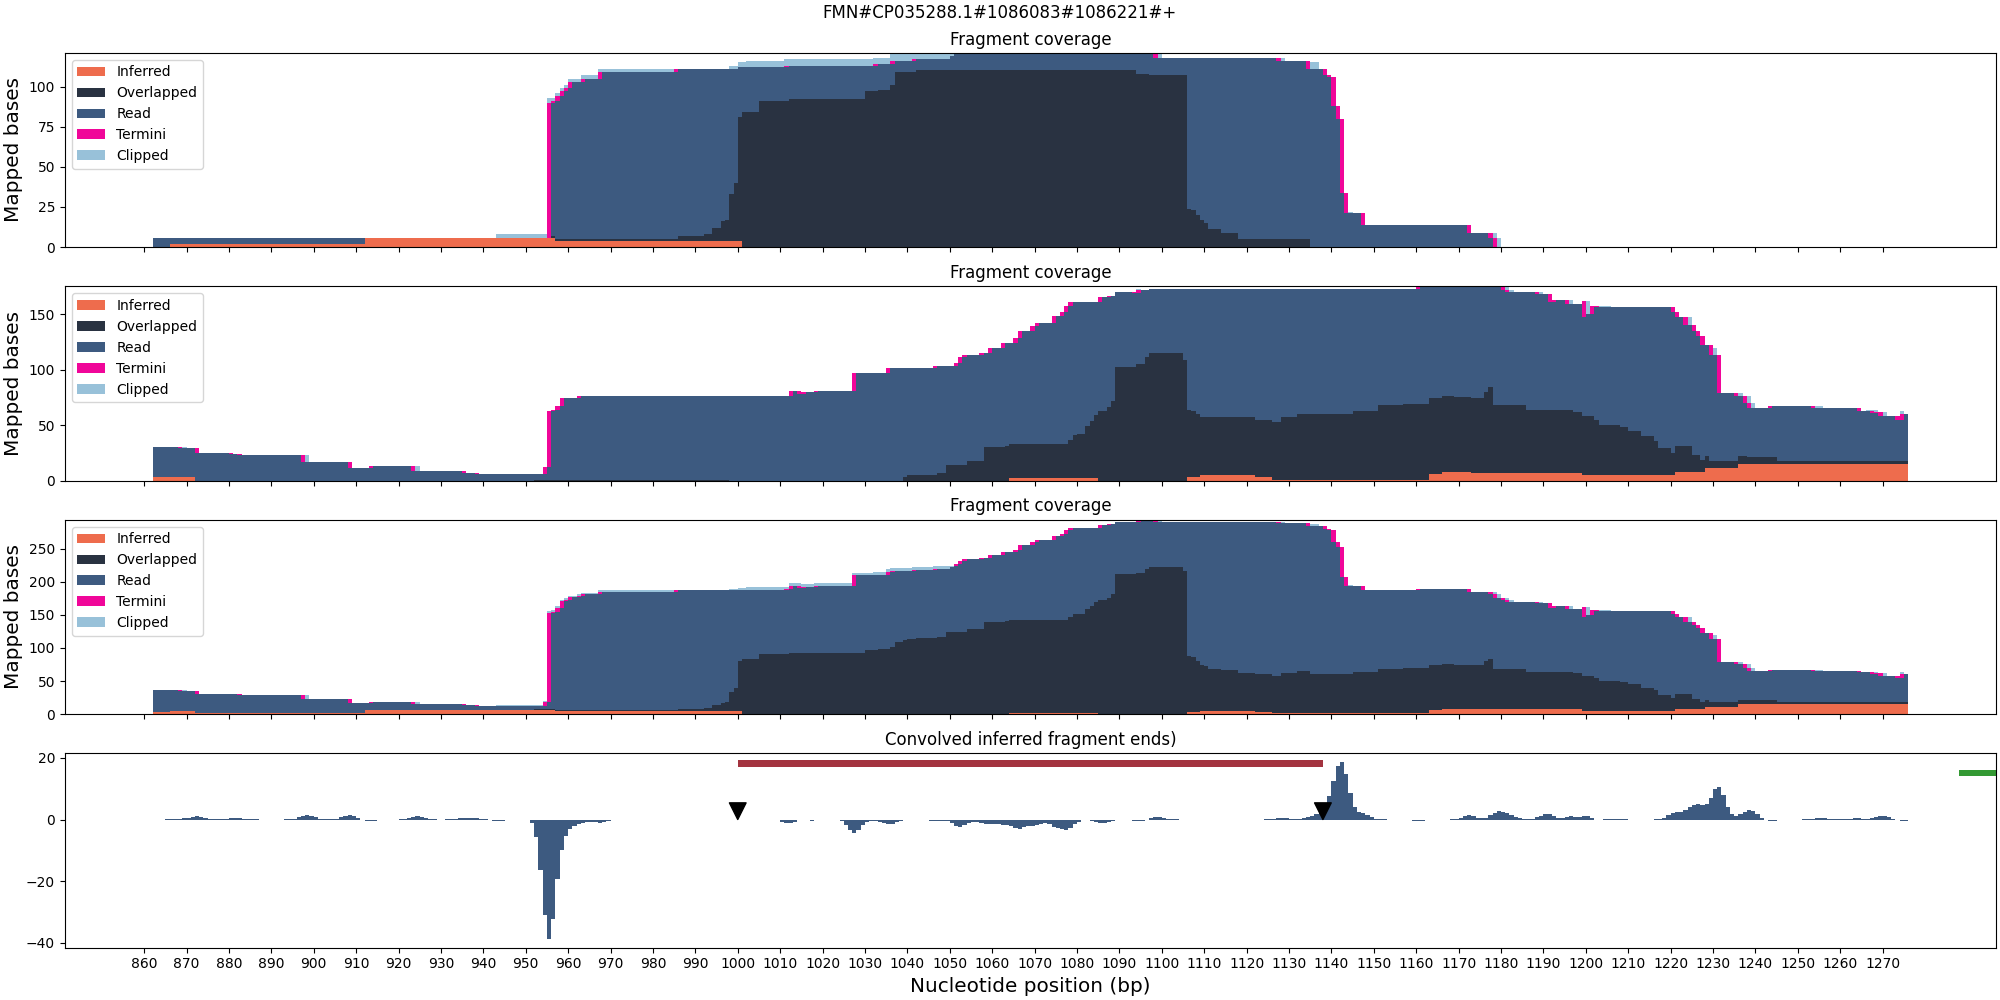 FMN#CP035288.1#1086083#1086221#+
Fragment coverage
Mapped bases
100
75
50
25
0
Inferred
Overlapped
Read
Termini
Clipped
Fragment coverage
Mapped bases
150
100
50
0
Inferred
Overlapped
Read
Termini
Clipped
Fragment coverage
Mapped bases
250
200
150
100
50
0
Inferred
Overlapped
Read
Termini
Clipped
Convolved inferred fragment ends)
20
0
−20
−40
860 870 880 890 900 910 920 930 940 950 960 970 980 990 1000 1010 1020 1030 1040 1050 1060 1070 1080 1090 1100 1110 1120 1130 1140 1150 1160 1170 1180 1190 1200 1210 1220 1230 1240 1250 1260 1270
Nucleotide position (bp)